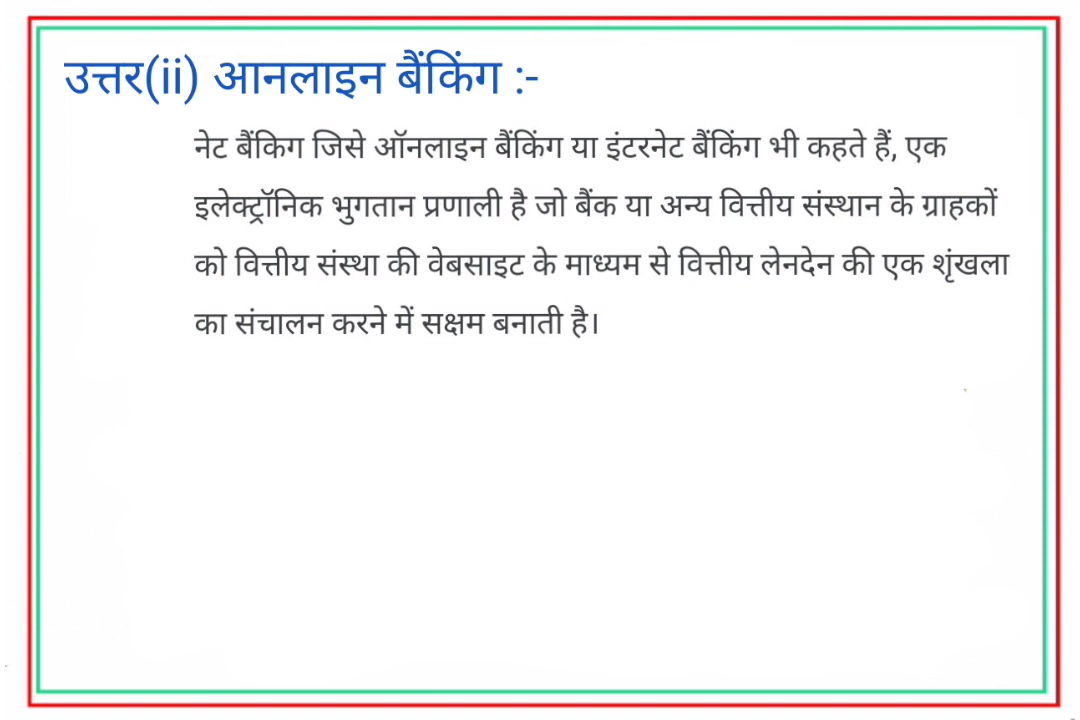 उत्तर(ii) आनलाइन बैंकिंग :-
नेट बैंकिग जिसे ऑनलाइन बैंकिंग या इंटरनेट बैंकिंग भी कहते हैं, एक
इलेक्ट्रॉनिक भुगतान प्रणाली है जो बैंक या अन्य वित्तीय संस्थान के ग्राहकों
को वित्तीय संस्था की वेबसाइट के माध्यम से वित्तीय लेनदेन की एक शृंखला
का संचालन करने में सक्षम बनाती है।